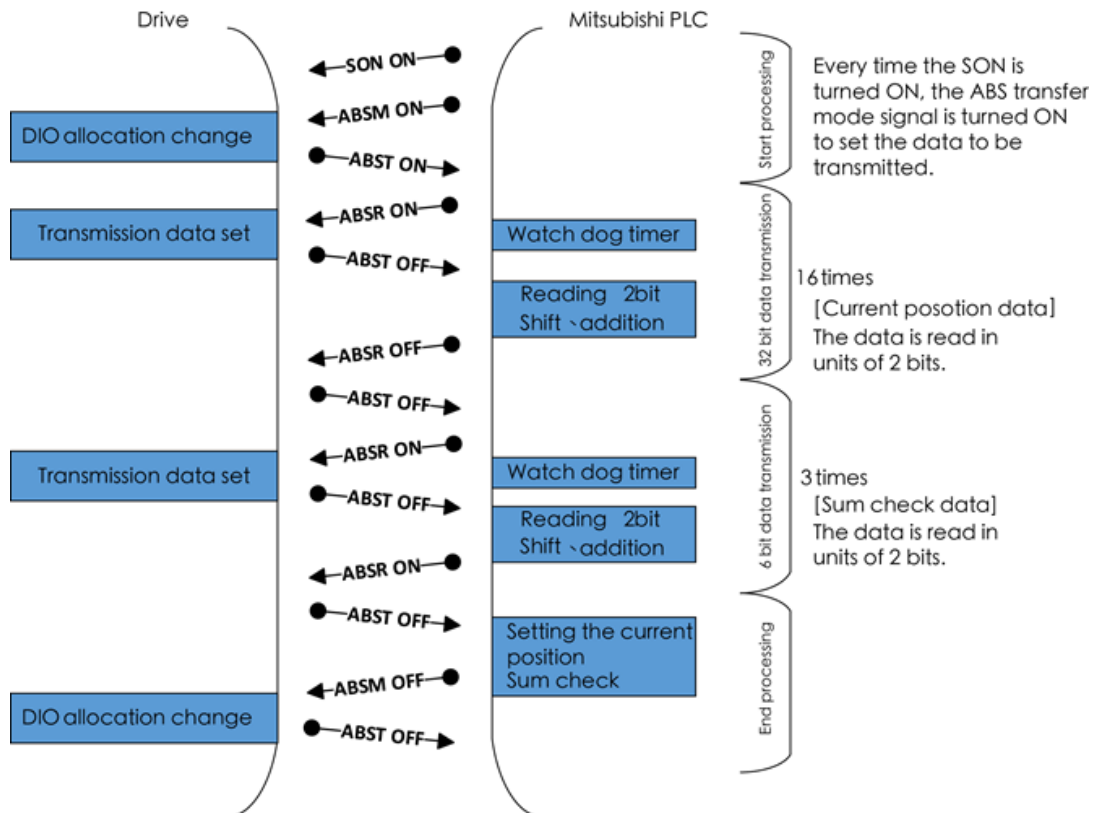 Drive
Mitsubishi PLC
SON ON
ABSM ON
DIO allocation change
ABST ON
Start processing
Every time the SON is
turned ON, the ABS transfer
mode signal is turned ON
to set the data to be
transmitted.
ABSR ON
Transmission data set
Watch dog timer
ABST OFF
Reading 2bit
Shift、addition
ABSR OFF
ABST OFF
32 bit data transmission
16 times
[Current posotion data]
The data is read in
units of 2 bits.
ABSR ON
Transmission data set
Watch dog timer
ABST OFF
Reading 2bit
Shift、addition
ABSR ON
ABST OFF
6 bit data transmission
3 times
[Sum check data]
The data is read in
units of 2 bits.
Setting the current
position
Sum check
ABSM OFF
DIO allocation change
ABST OFF
End processing